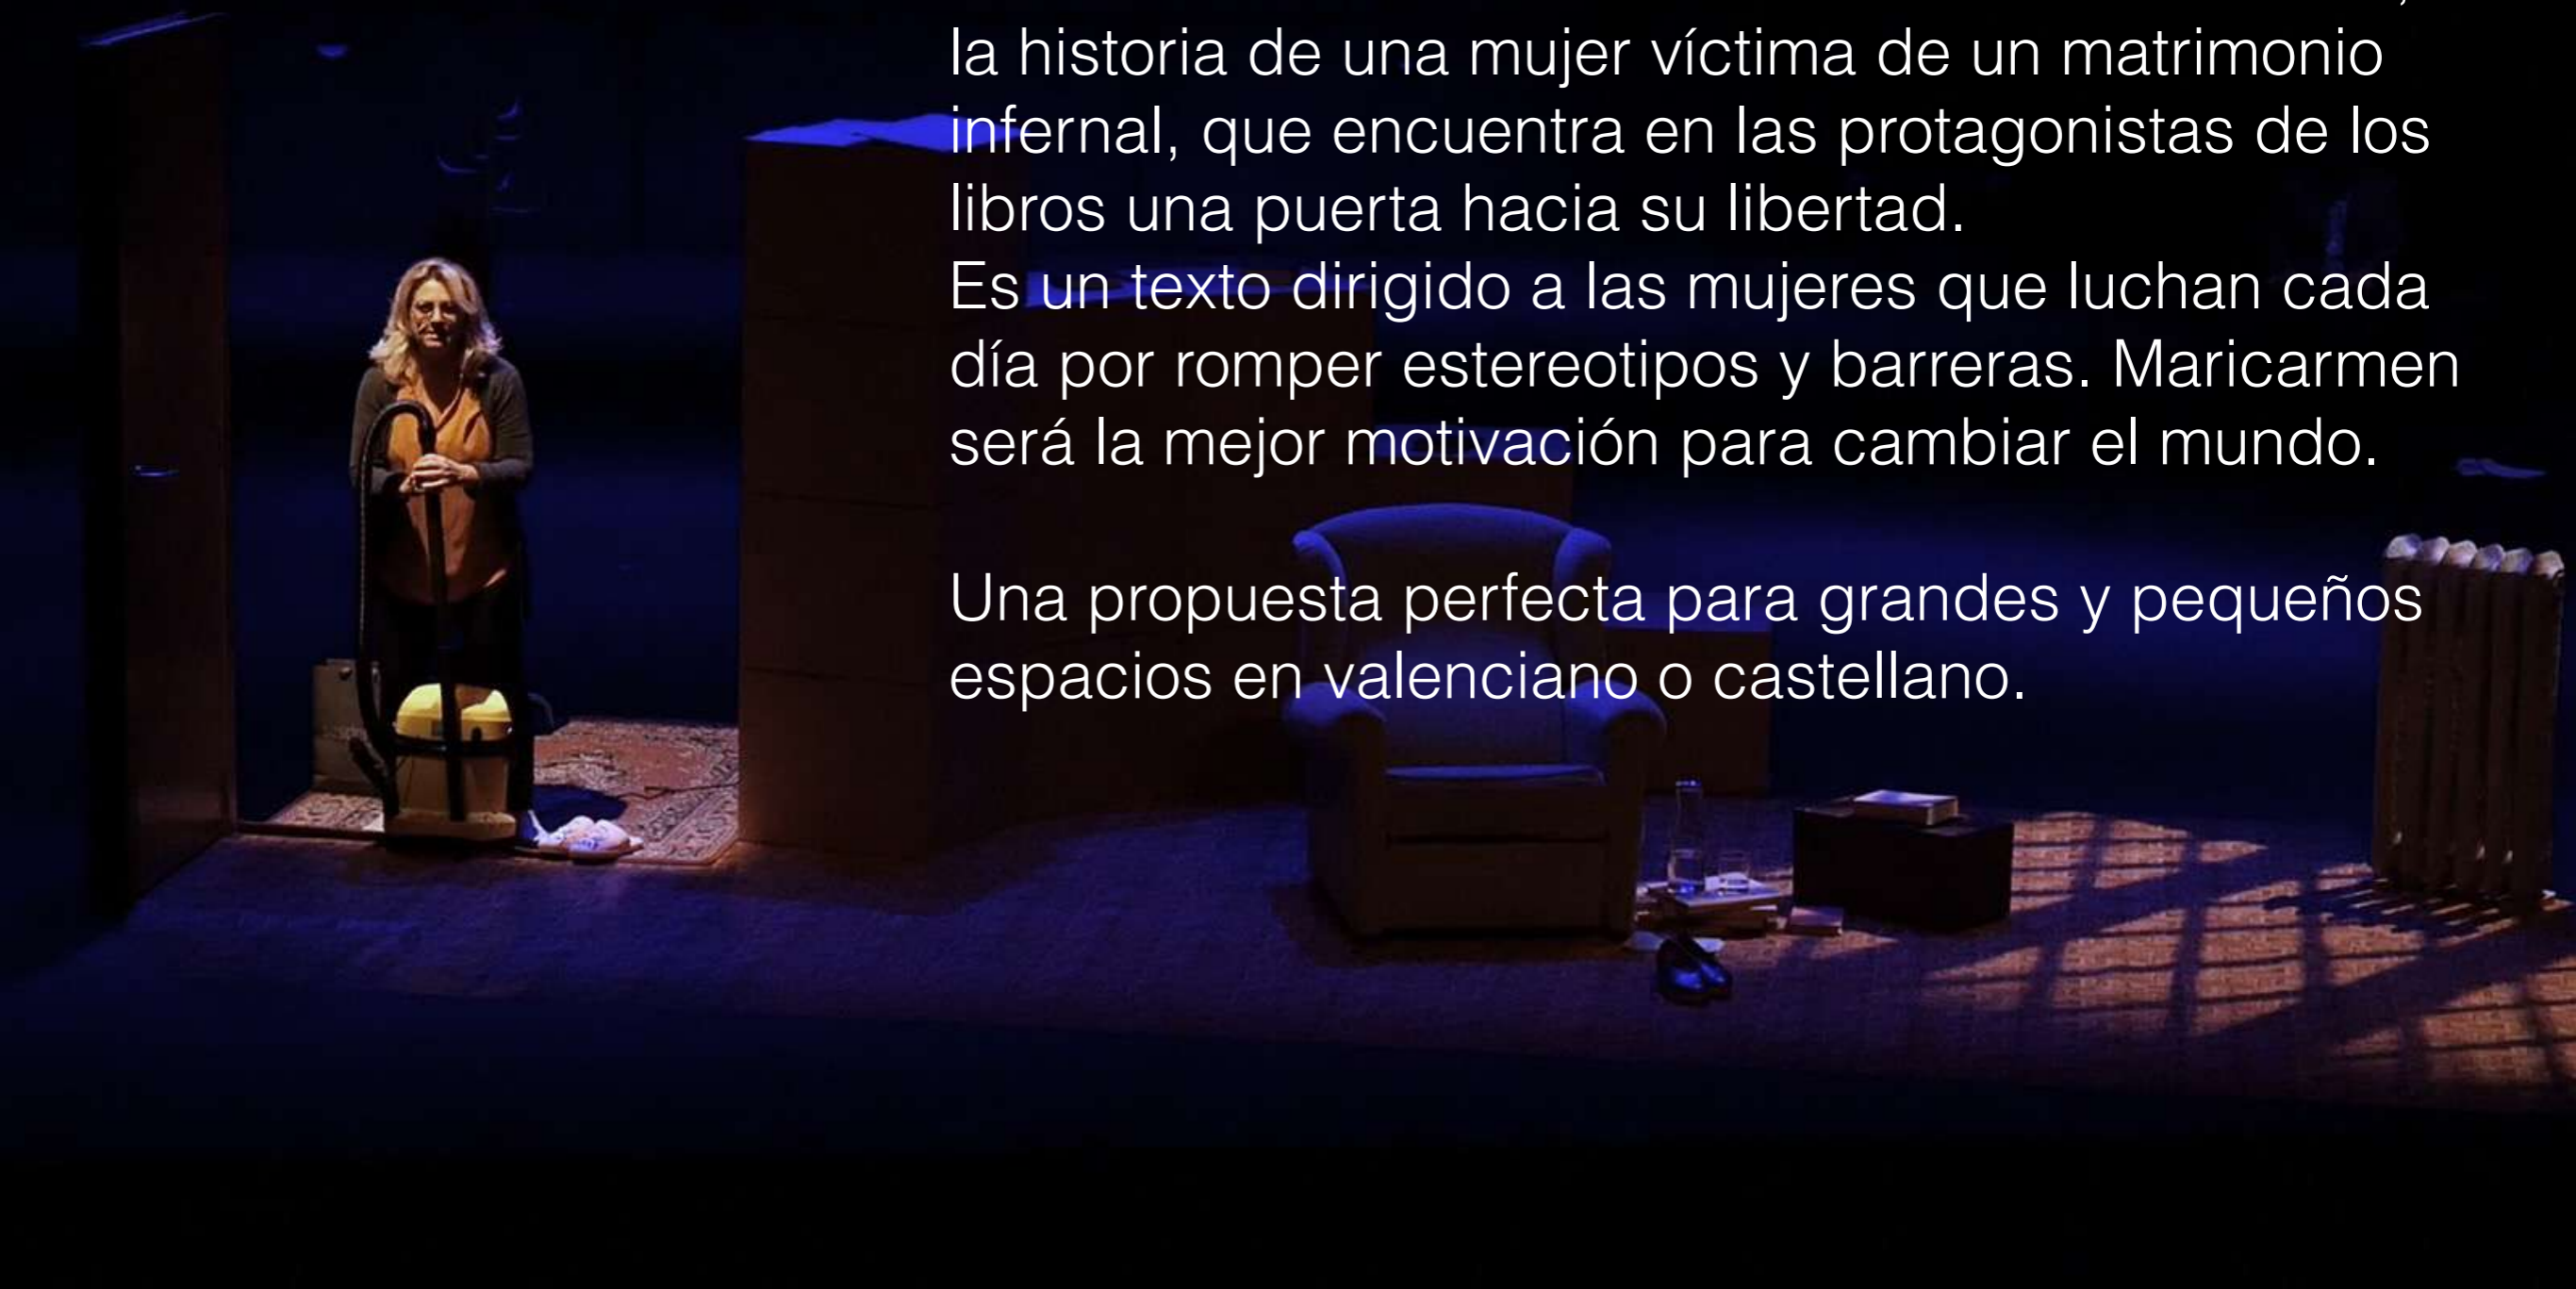 la historia de una mujer víctima de un matrimonio
infernal, que encuentra en las protagonistas de los
libros una puerta hacia su libertad.
Es un texto dirigido a las mujeres que luchan cada
día por romper estereotipos y barreras. Maricarmen
será la mejor motivación para cambiar el mundo.
Una propuesta perfecta para grandes y pequeños
espacios en valenciano o castellano.